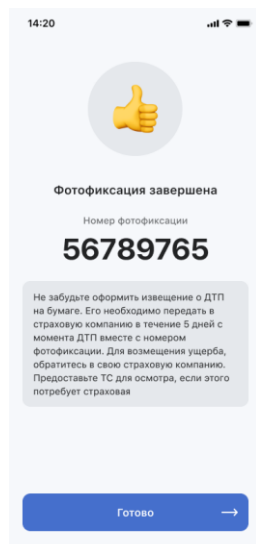 14:20
Фотофиксация завершена
Номер фотофиксации
56789765
Не забудьте оформить извещение о ДТП
на бумаге. Его необходимо передать в
страховую компанию в течение 5 дней с
момента ДТП вместе с номером
фотофиксации. Для возмещения ущерба,
обратитесь в свою страховую компанию.
Предоставьте ТС для осмотра, если этого
потребует страховая
Готово